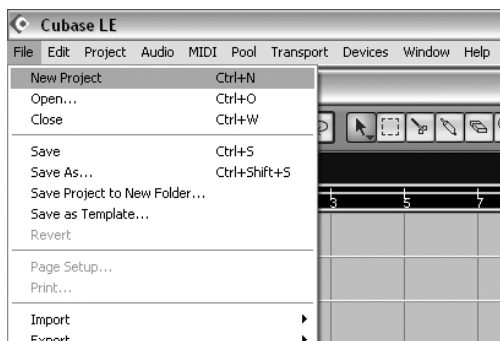 Cubase LE
File Edit Project Audio MIDI Pool Transport Devices Window Help
New Project Ctrl+N
Open... Ctrl+O
Close Ctrl+W
Save Ctrl+S
Save As... Ctrl+Shift+S
Save Project to New Folder...
Save as Template...
Revert
Page Setup...
Print...
Import
Export
3 5 7